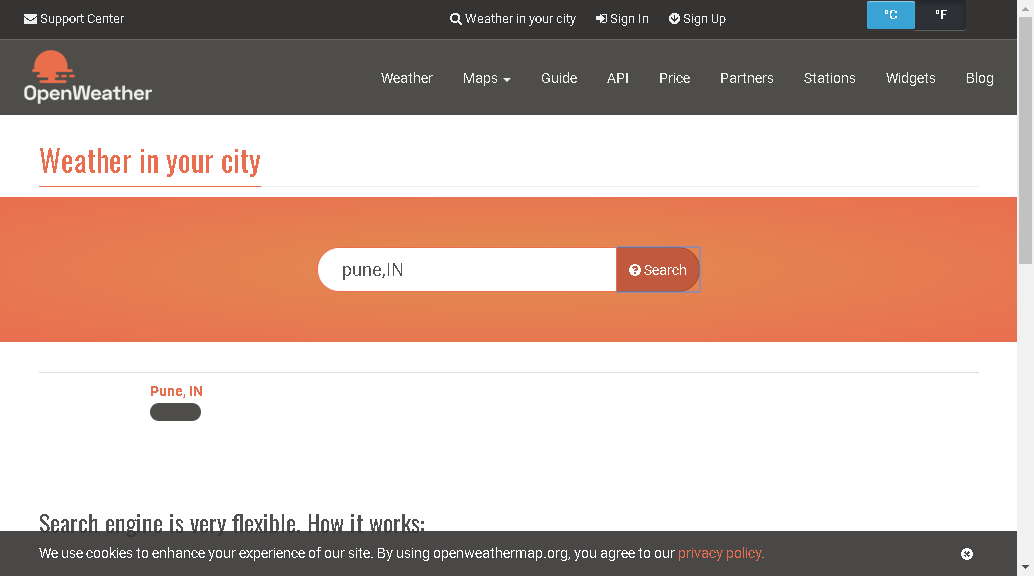 Support Center
Weather in your city
Sign In
Sign Up
°C
°F
OpenWeather
Weather
Maps
Guide
API
Price
Partners
Stations
Widgets
Blog
Weather in your city
pune,IN
Search
Pune, IN
Search engine is very flexible. How it works:
We use cookies to enhance your experience of our site. By using openweathermap.org, you agree to our privacy policy.